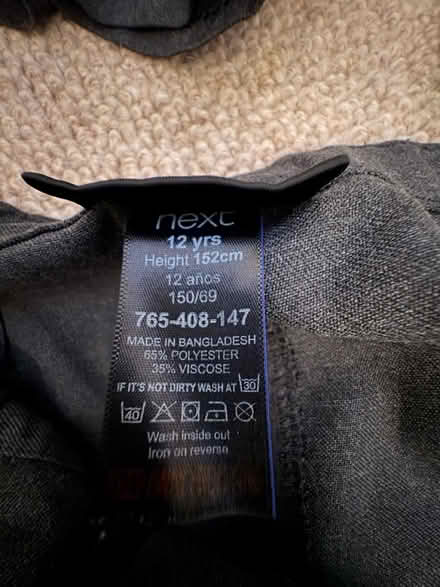 next
12 yrs
Height 152cm
12 años
150/69
765-408-147
MADE IN BANGLADESH
65% POLYESTER
35% VISCOSE
IF IT'S NOT DIRTY WASH AT 30
40
Wash inside out
Iron on reverse